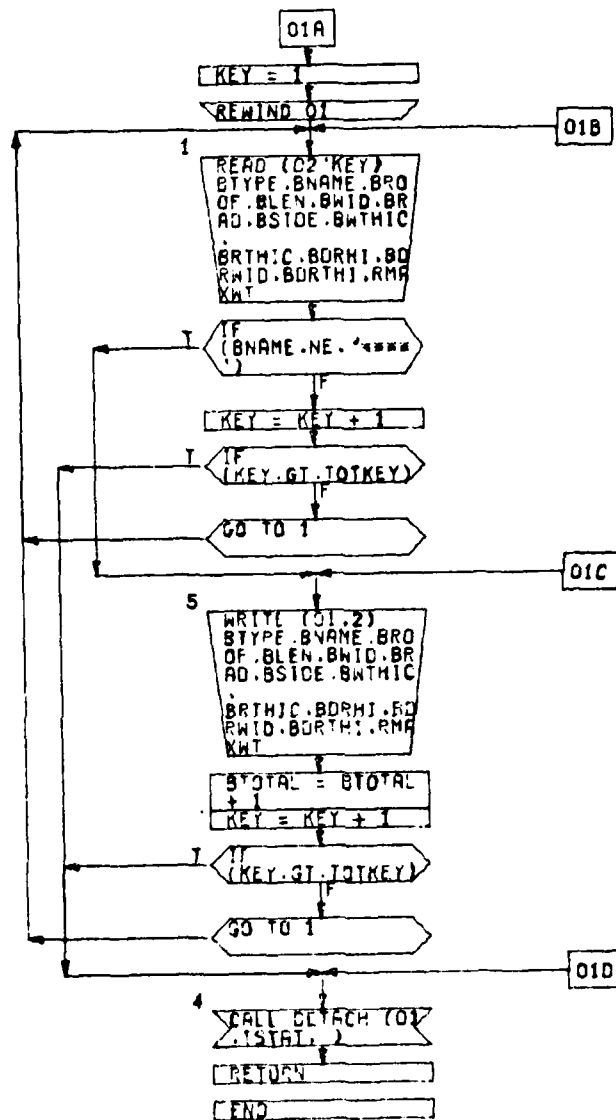 01A
KEY = 1
REWIND 01
01B
1
READ (02'KEY)
BTYPE.BNAME.BRO
OF.BLEN.BWID.BR
AD.BSIDE.BWTHIC
.
BRTHIC.BDRHI.BD
RWID.BDRTHI.RMA
XWT
IF
(BNAME.NE.'****
')
T
F
KEY = KEY + 1
IF
(KEY.GT.TOTKEY)
T
F
GO TO 1
01C
5
WRITE (01,2)
BTYPE.BNAME.BRO
OF.BLEN.BWID.BR
AD.BSIDE.BWTHIC
.
BRTHIC.BDRHI.BD
RWID.BDRTHI.RMA
XWT
BTOTAL = BTOTAL
+ 1
KEY = KEY + 1
IF
(KEY.GT.TOTKEY)
T
F
GO TO 1
01D
4
CALL DETACH (01
.ISTAT, )
RETURN
END